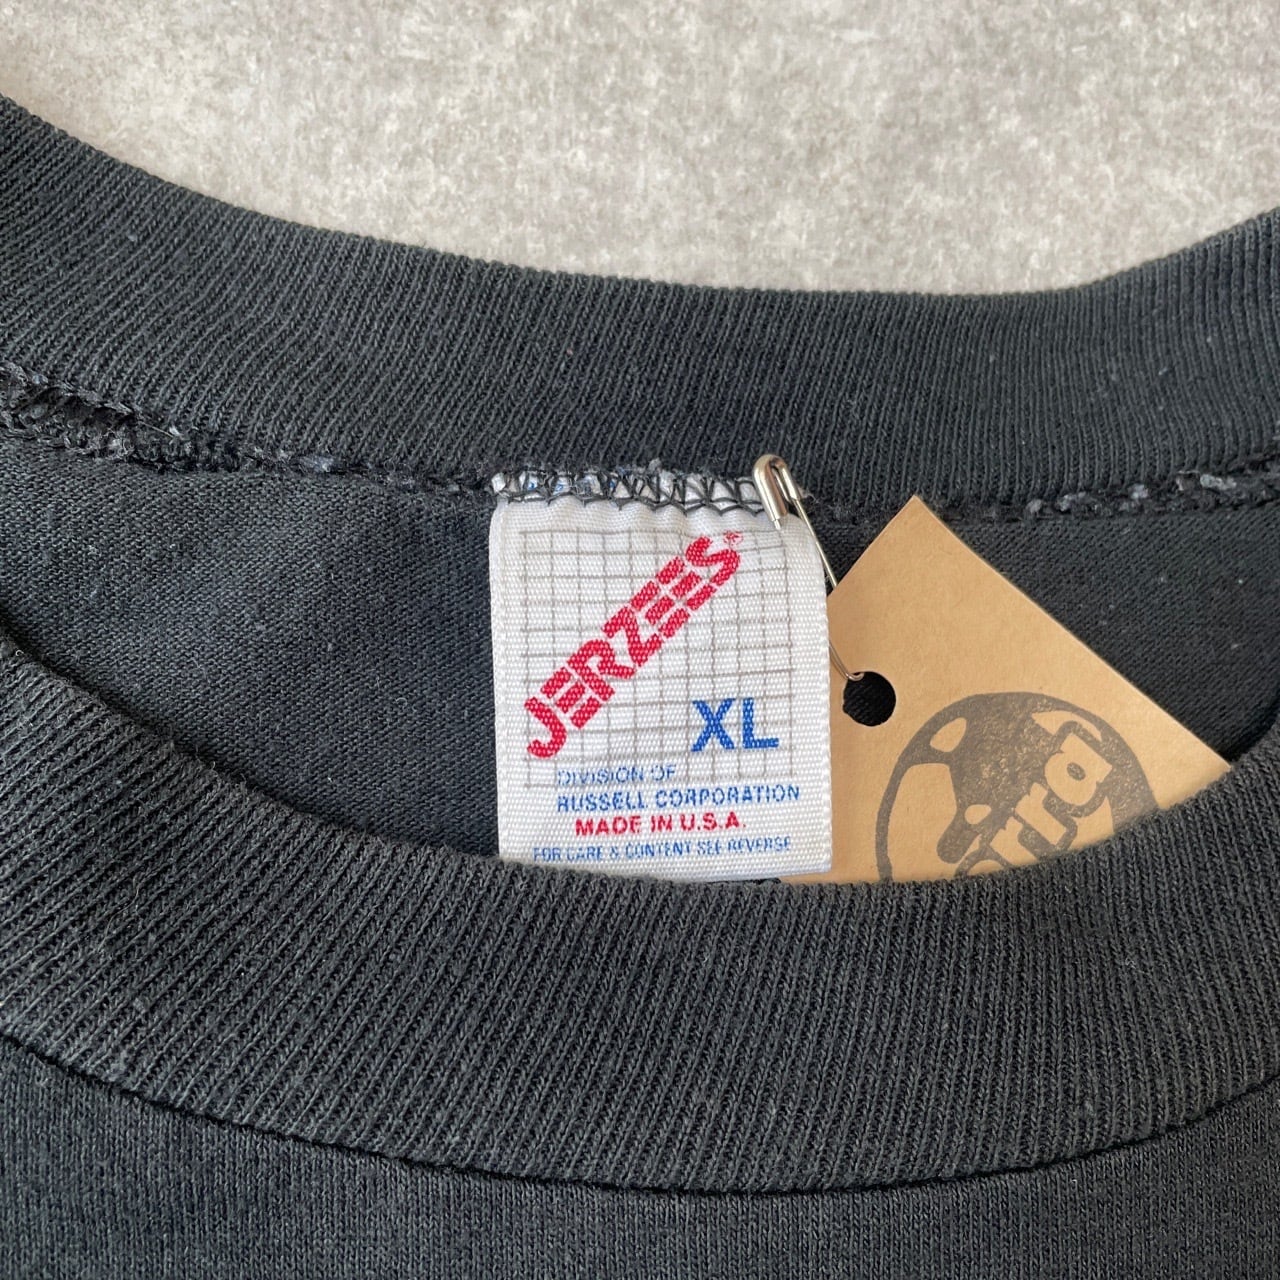 JERZEES®
XL
DIVISION OF
RUSSELL CORPORATION
MADE IN U.S.A.
FOR CARE & CONTENT SEE REVERSE